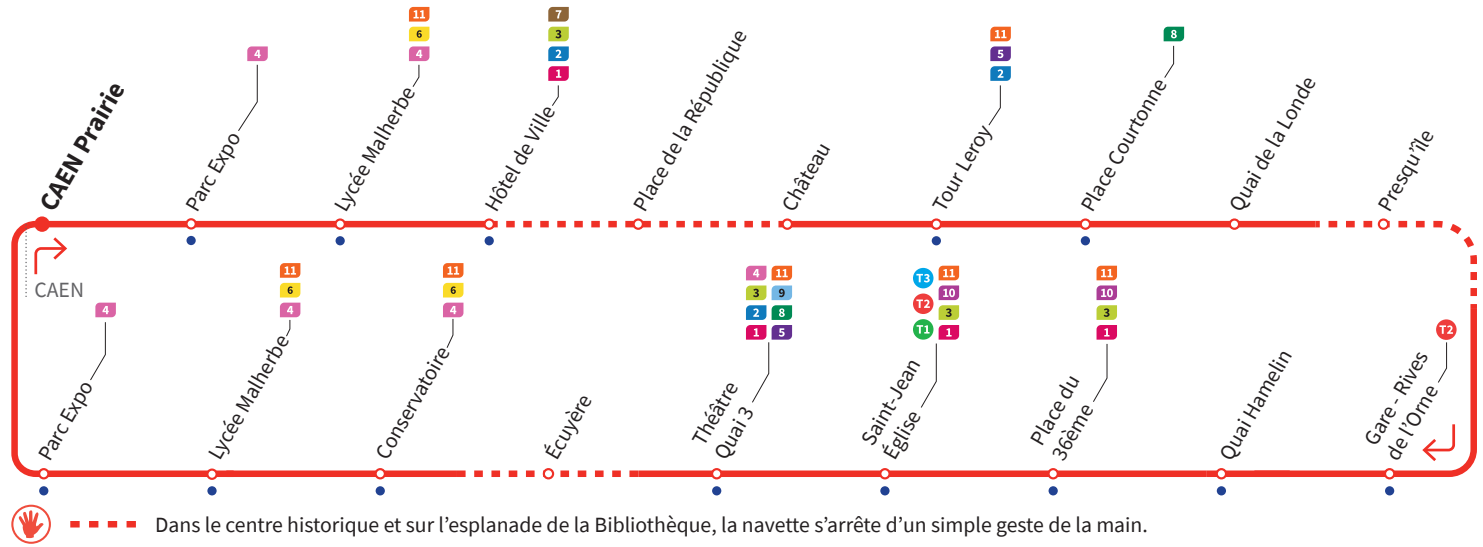 11
7
6
3
11
8
4
4
2
5
1
2
CAEN Prairie
Parc Expo
Lycée Malherbe
Hôtel de Ville
Place de la République
Château
Tour Leroy
Place Courtonne
Quai de la Londe
Presqu'île
CAEN
4
11
6
4
11
6
4
4 11
3 9
2 8
1 5
T3 11
T2 10
3
T1 1
11
10
3
1
T2
Parc Expo
Lycée Malherbe
Conservatoire
Écuyère
Théâtre
Quai 3
Saint-Jean
Église
Place du
36ème
Quai Hamelin
Gare - Rives
de l'Orne
Dans le centre historique et sur l'esplanade de la Bibliothèque, la navette s'arrête d'un simple geste de la main.